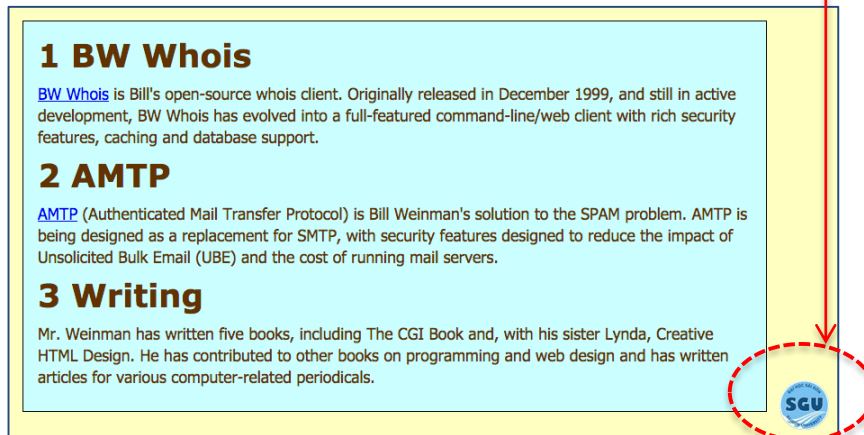 1 BW Whois
BW Whois is Bill's open-source whois client. Originally released in December 1999, and still in active
development, BW Whois has evolved into a full-featured command-line/web client with rich security
features, caching and database support.
2 AMTP
AMTP (Authenticated Mail Transfer Protocol) is Bill Weinman's solution to the SPAM problem. AMTP is
being designed as a replacement for SMTP, with security features designed to reduce the impact of
Unsolicited Bulk Email (UBE) and the cost of running mail servers.
3 Writing
Mr. Weinman has written five books, including The CGI Book and, with his sister Lynda, Creative
HTML Design. He has contributed to other books on programming and web design and has written
articles for various computer-related periodicals.
SGU